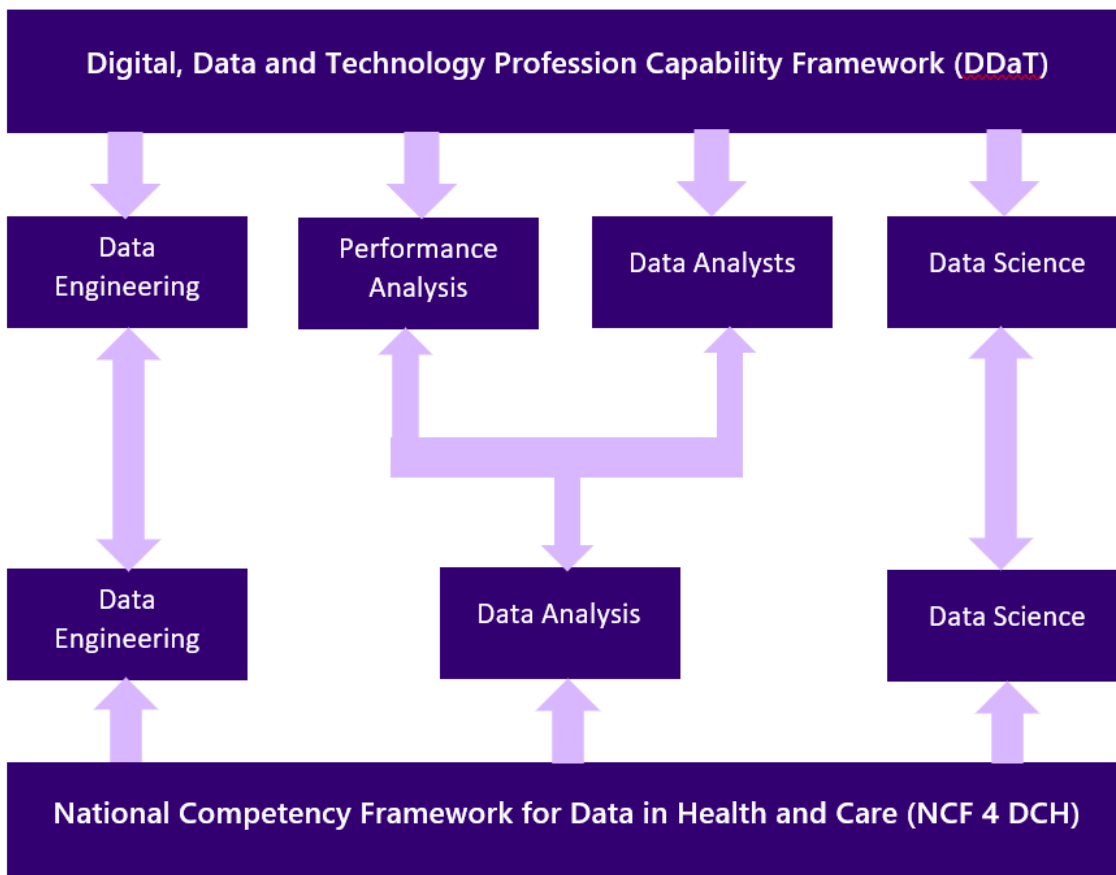 Digital, Data and Technology Profession Capability Framework (DDaT)
Data
Engineering
Performance
Analysis
Data Analysts
Data Science
Data
Engineering
Data Analysis
Data Science
National Competency Framework for Data in Health and Care (NCF 4 DCH)